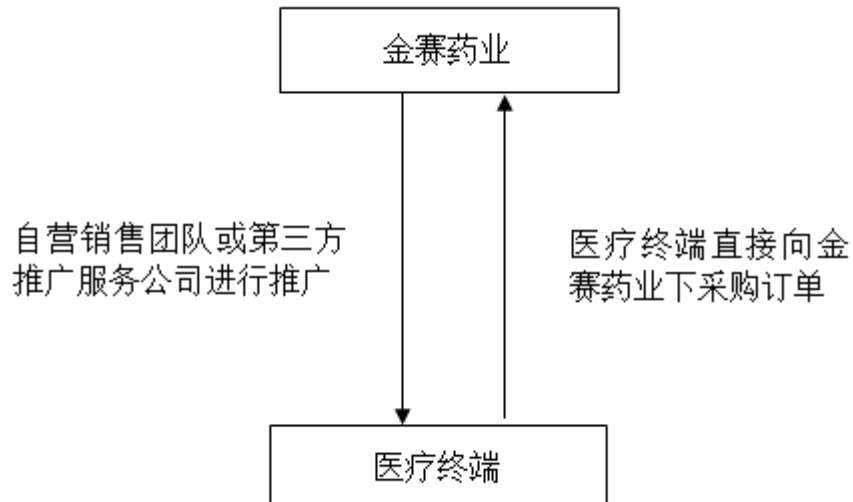 金赛药业
自营销售团队或第三方
推广服务公司进行推广
医疗终端直接向金
赛药业下采购订单
医疗终端